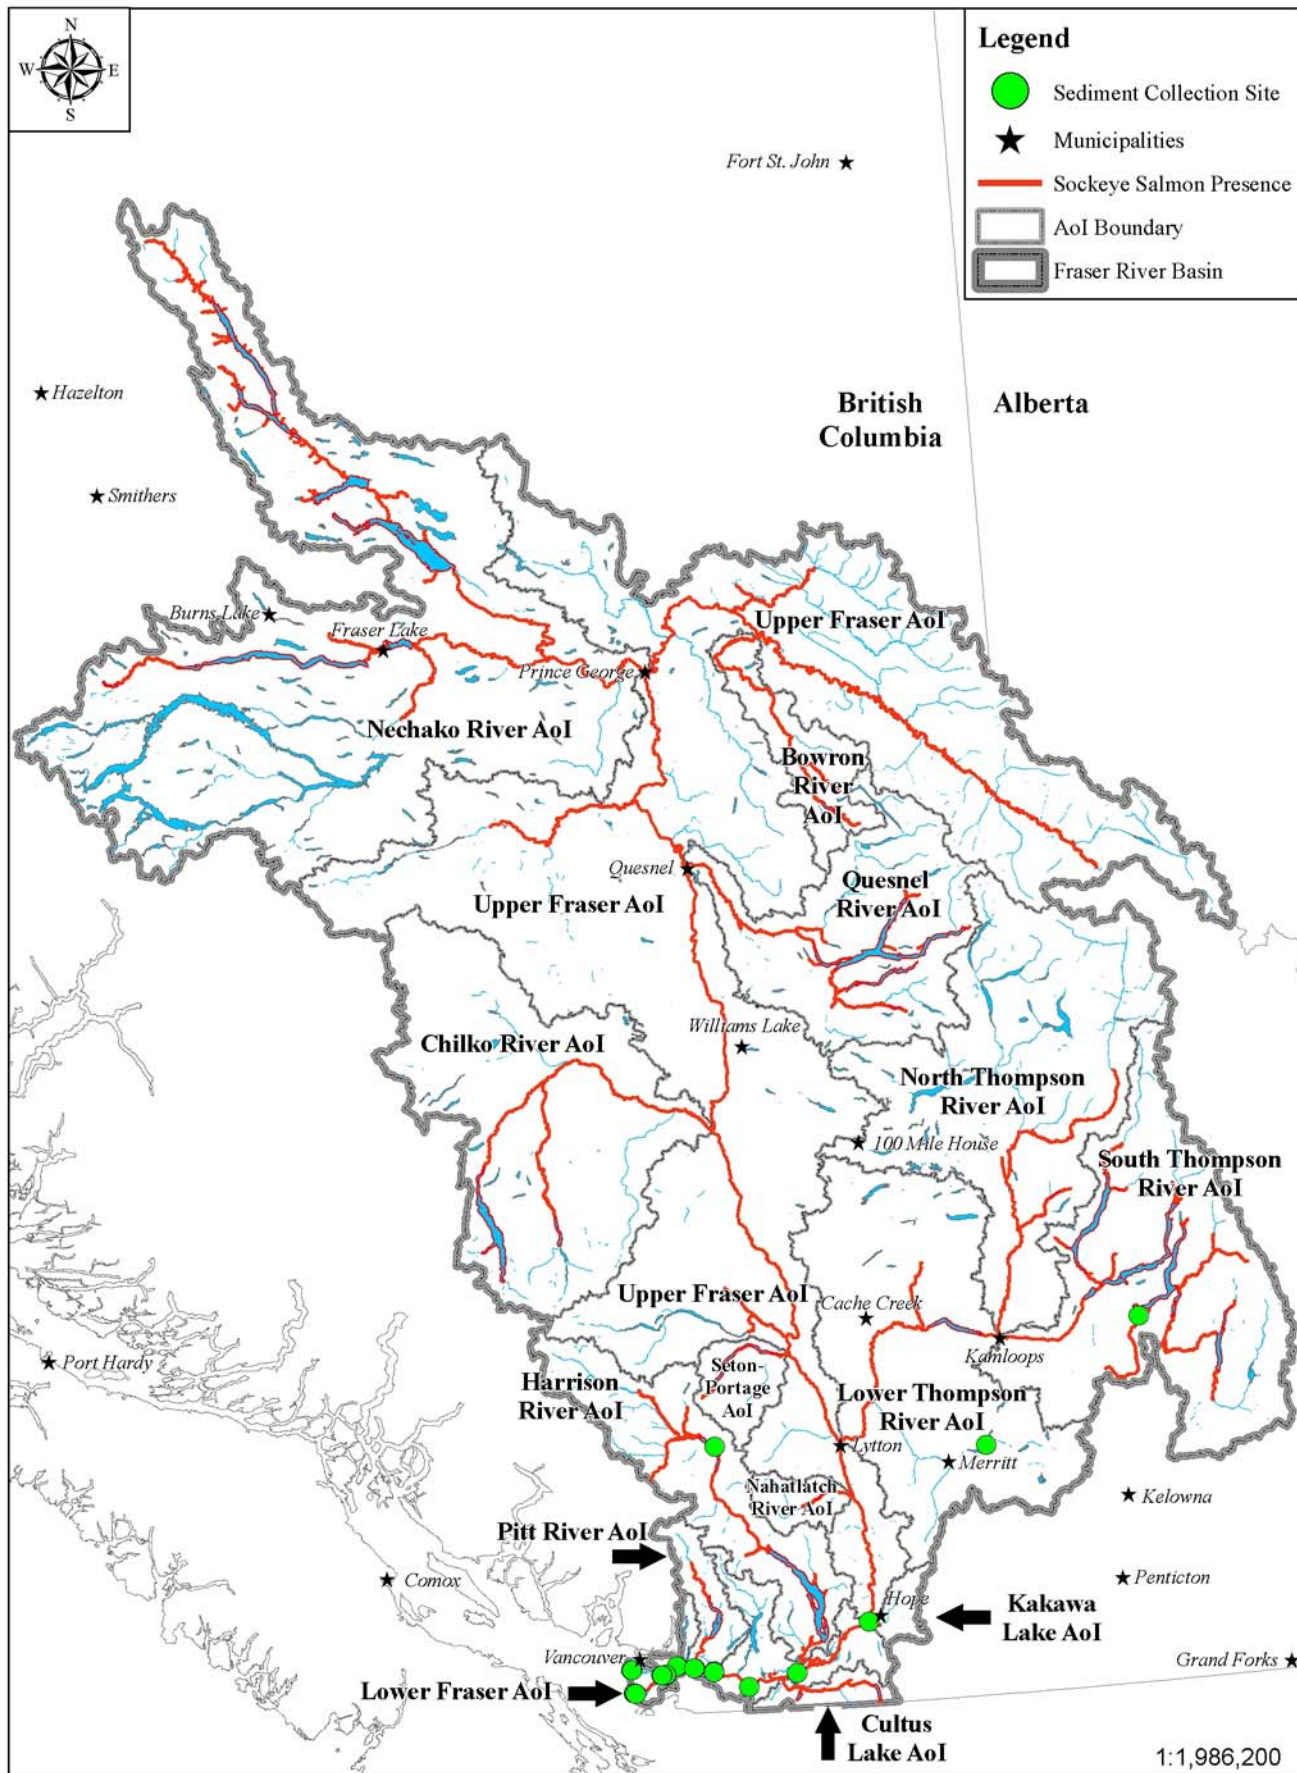 N
W E
S
Legend
Sediment Collection Site
Municipalities
Sockeye Salmon Presence
AoI Boundary
Fraser River Basin
Fort St. John
Hazelton
British
Columbia
Alberta
Smithers
Burns Lake
Fraser Lake
Upper Fraser AoI
Prince George
Nechako River AoI
Bowron
River
AoI
Quesnel
Quesnel
River AoI
Upper Fraser AoI
Williams Lake
Chilko River AoI
North Thompson
River AoI
100 Mile House
South Thompson
River AoI
Upper Fraser AoI
Cache Creek
Port Hardy
Kamloops
Seton-
Portage
AoI
Harrison
River AoI
Lower Thompson
River AoI
Lytton
Merritt
Nahatlatch
River AoI
Kelowna
Pitt River AoI
Comox
Penticton
Hope
Kakawa
Lake AoI
Vancouver
Grand Forks
Lower Fraser AoI
Cultus
Lake AoI
1:1,986,200